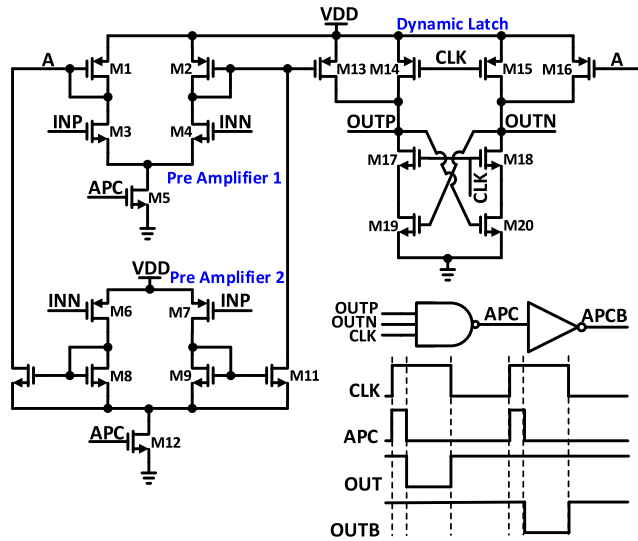 VDD
Dynamic Latch
A
M1
M2
M13
M14
CLK
M15
M16
A
INP
M3
M4
INN
OUTP
OUTN
M17
M18
CLK
APC
M5
Pre Amplifier 1
M19
M20
VDD
Pre Amplifier 2
INN
M6
M7
INP
M8
M9
M11
APC
M12
OUTP
OUTN
CLK
APC
APCB
CLK
APC
OUT
OUTB